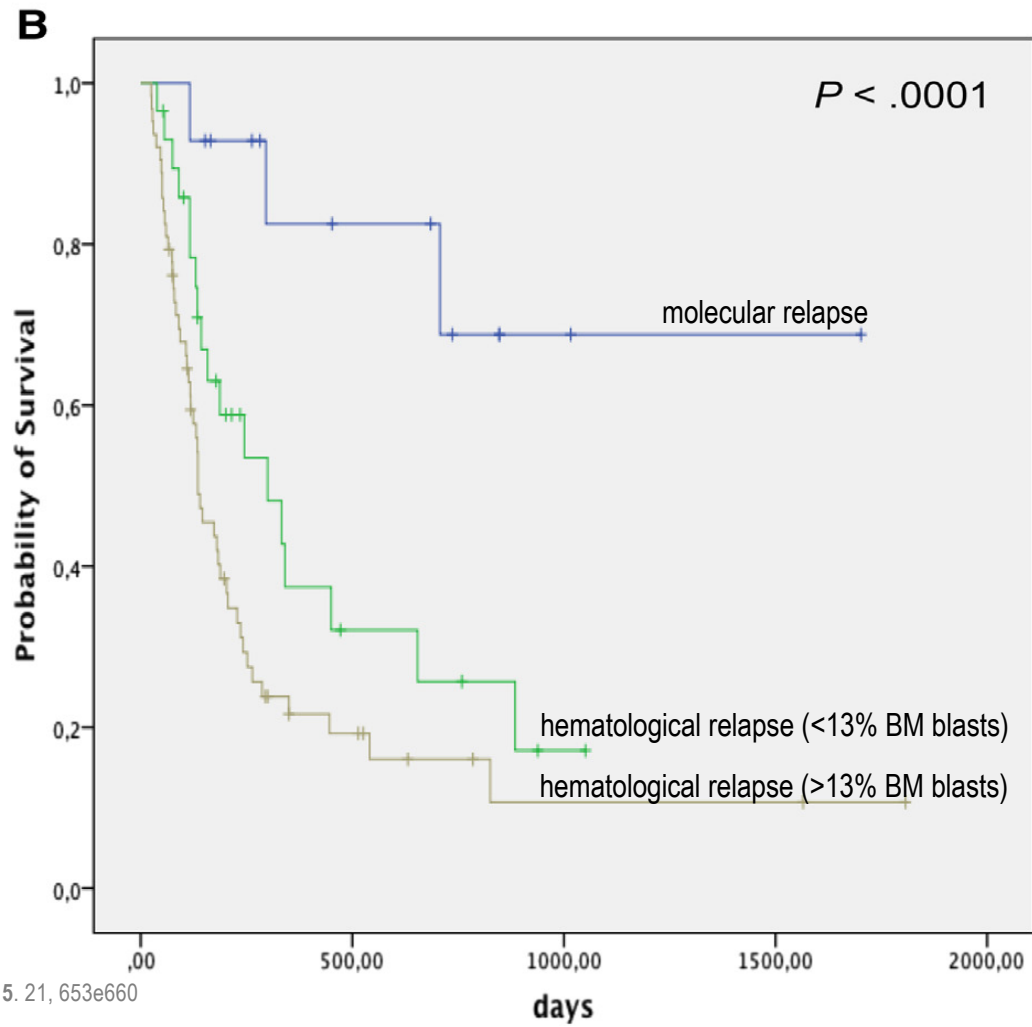 B
P < .0001
1,0
0,8
0,6
0,4
0,2
0,0
Probability of Survival
molecular relapse
hematological relapse (<13% BM blasts)
hematological relapse (>13% BM blasts)
,00
500,00
1000,00
1500,00
2000,00
days
5. 21, 653e660